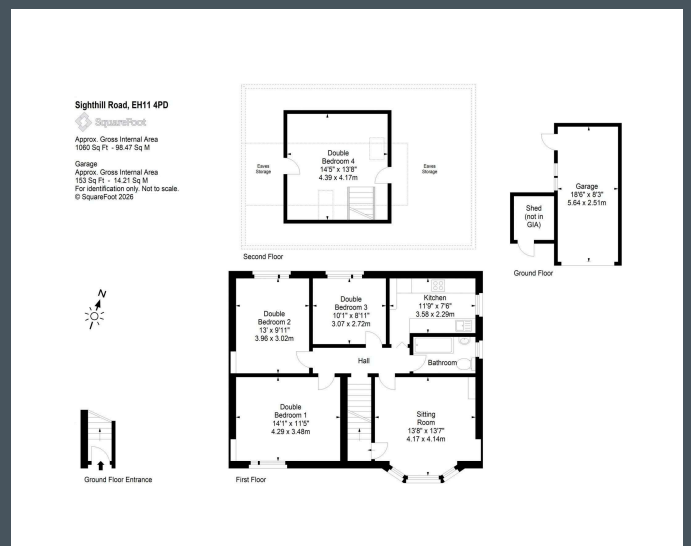 Sighthill Road, EH11 4PD
SquareFoot
Approx. Gross Internal Area
1060 Sq Ft - 98.47 Sq M
Garage
Approx. Gross Internal Area
153 Sq Ft - 14.21 Sq M
For identification only. Not to scale.
© SquareFoot 2026
Double
Bedroom 4
14'5" x 13'8"
4.39 x 4.17m
Eaves
Storage
Eaves
Storage
Second Floor
Garage
18'6" x 8'3"
5.64 x 2.51m
Shed
(not in
GIA)
Ground Floor
N
Double
Bedroom 2
13' x 9'11"
3.96 x 3.02m
Double
Bedroom 3
10'1" x 8'11"
3.07 x 2.72m
Kitchen
11'9" x 7'6"
3.58 x 2.29m
Hall
Bathroom
Double
Bedroom 1
14'1" x 11'5"
4.29 x 3.48m
Sitting
Room
13'8" x 13'7"
4.17 x 4.14m
Ground Floor Entrance
First Floor